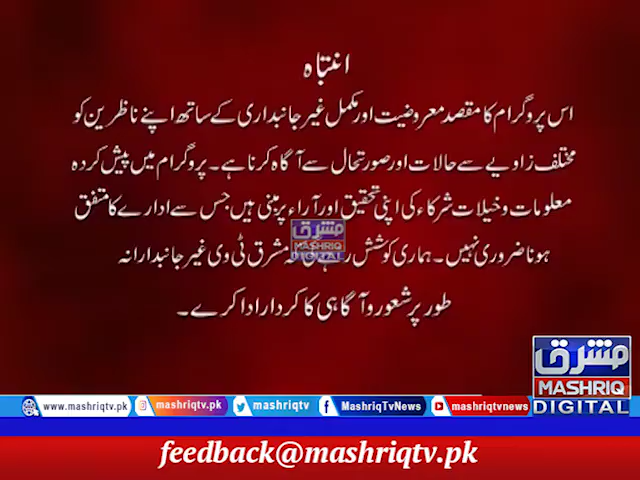 انتباہ
اس پروگرام کا مقصد معروضیت اور مکمل غیر جانبداری کے ساتھ اپنے ناظرین کو
مختلف زاویے سے حالات اور صورتحال سے آگاہ کرنا ہے۔ پروگرام میں پیش کردہ
معلومات و خیلات شرکاء کی اپنی تحقیق اور آراء پر مبنی ہیں جس سے ادارے کا متفق
ہونا ضروری نہیں۔ ہماری کوشش رہے گی کہ مشرق ٹی وی غیر جانبدارانہ
طور پر شعور و آگاہی کا کردار ادا کرے۔
مشرق
MASHRIQ
DIGITAL
مشرق
MASHRIQ
DIGITAL
www.mashriqtv.pk mashriqtv.pk mashriqtv MashriqTvNews mashriqtvnews
feedback@mashriqtv.pk